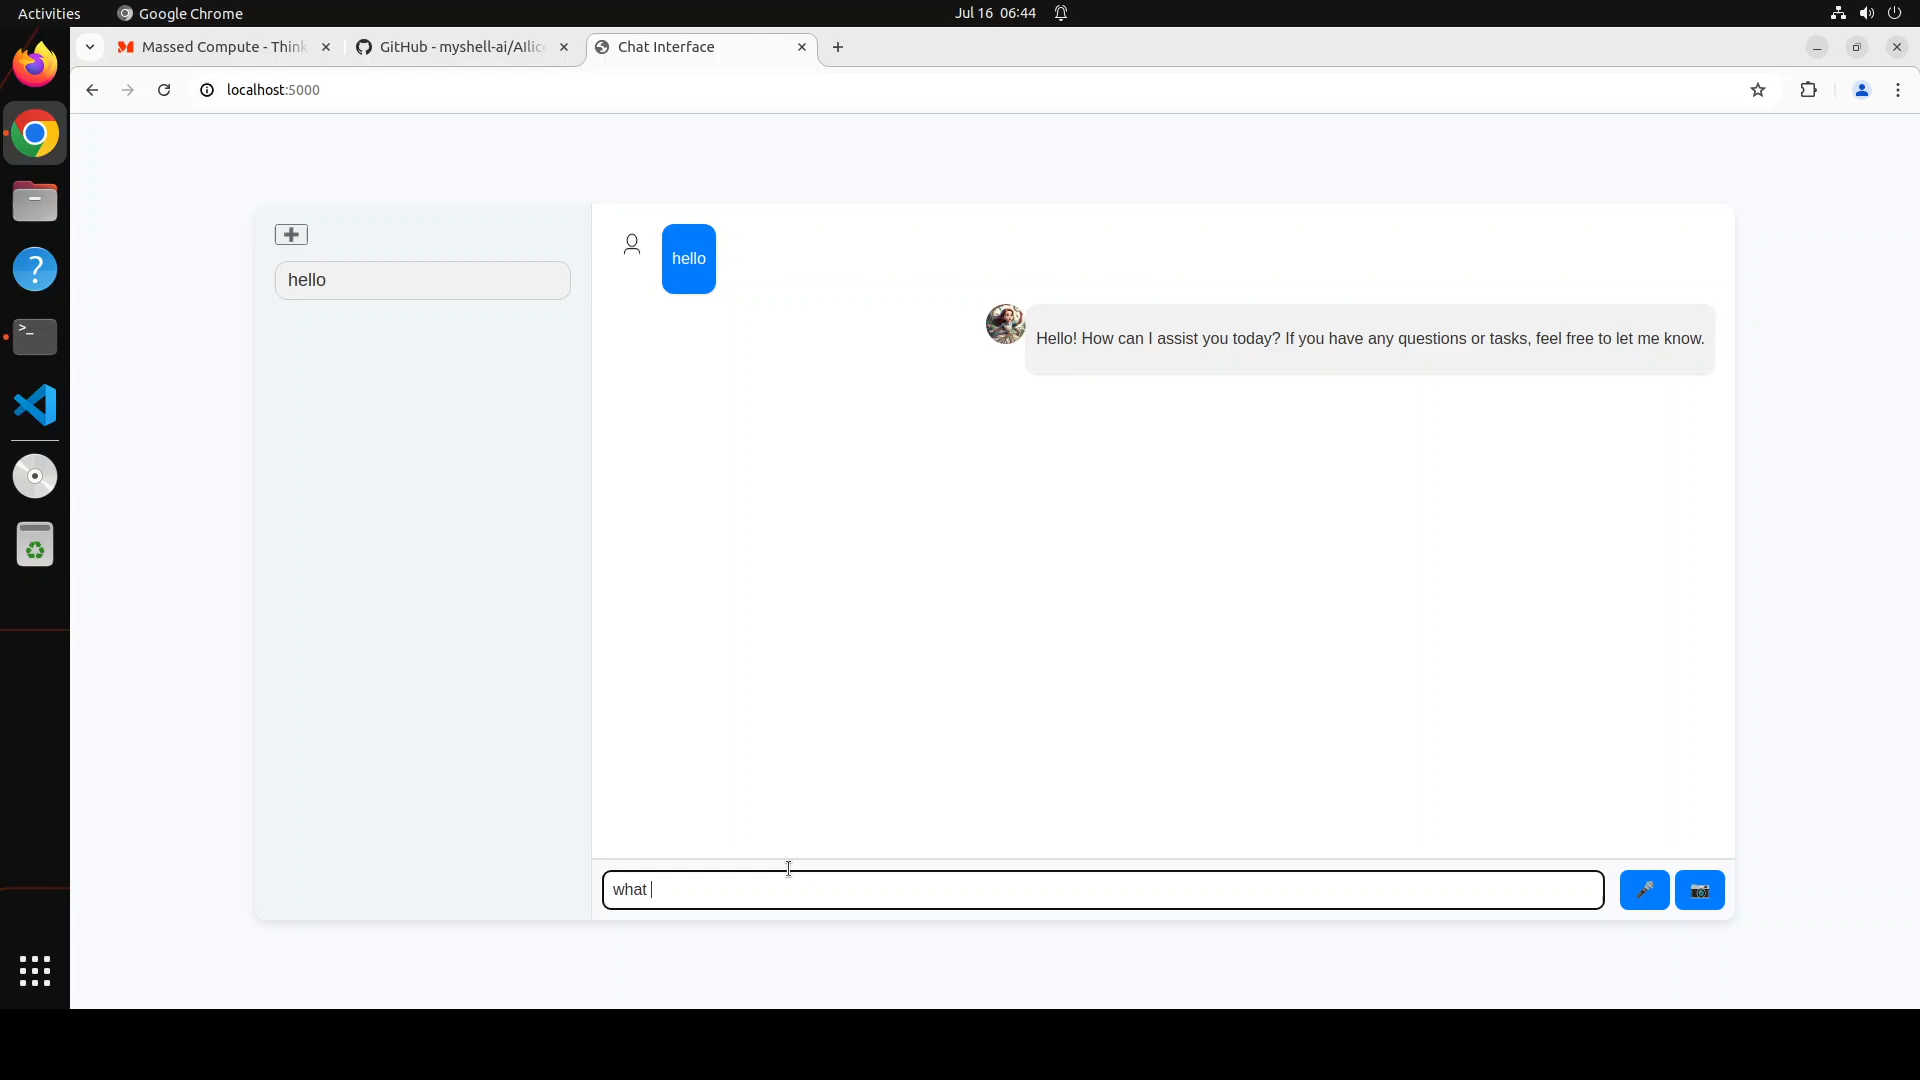 Activities
Google Chrome
Jul 16 06:44
Massed Compute - Think
GitHub - myshell-ai/AIlice
Chat Interface
localhost:5000
hello
hello
Hello! How can I assist you today? If you have any questions or tasks, feel free to let me know.
what